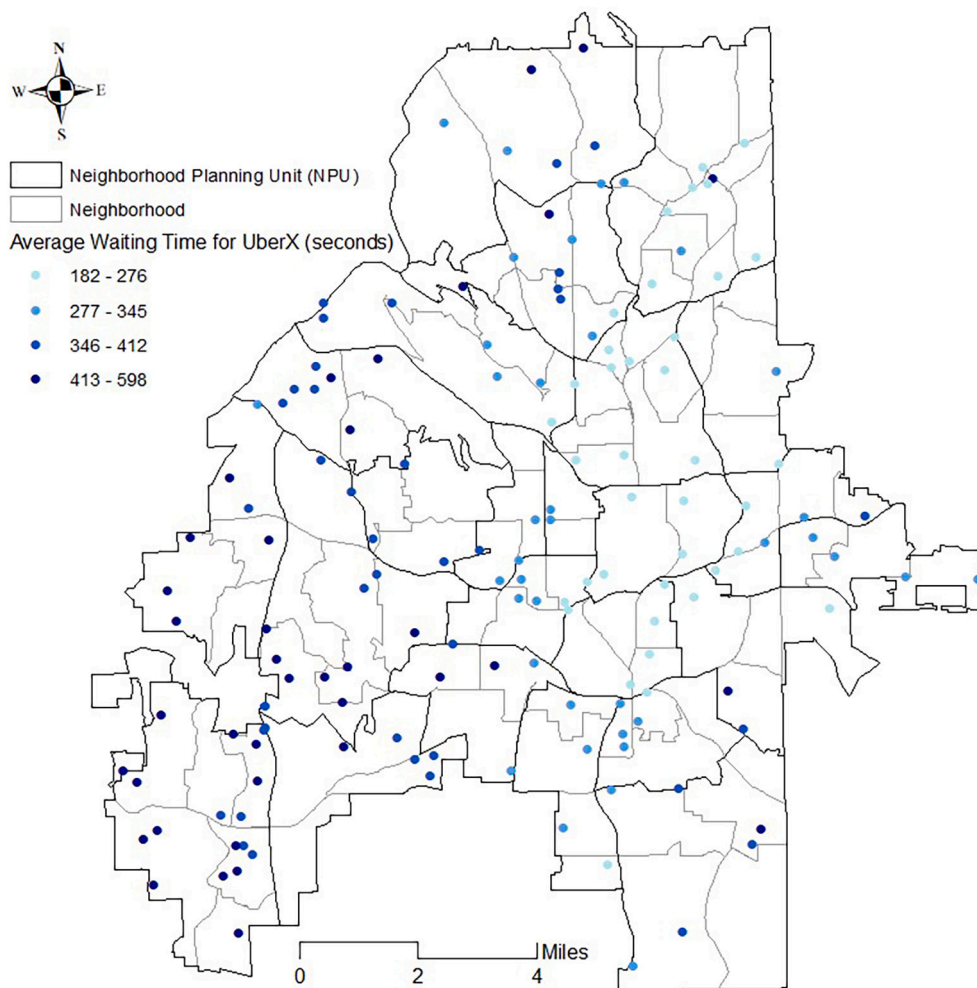 N
W E
S
Neighborhood Planning Unit (NPU)
Neighborhood
Average Waiting Time for UberX (seconds)
182 - 276
277 - 345
346 - 412
413 - 598
Miles
0 2 4